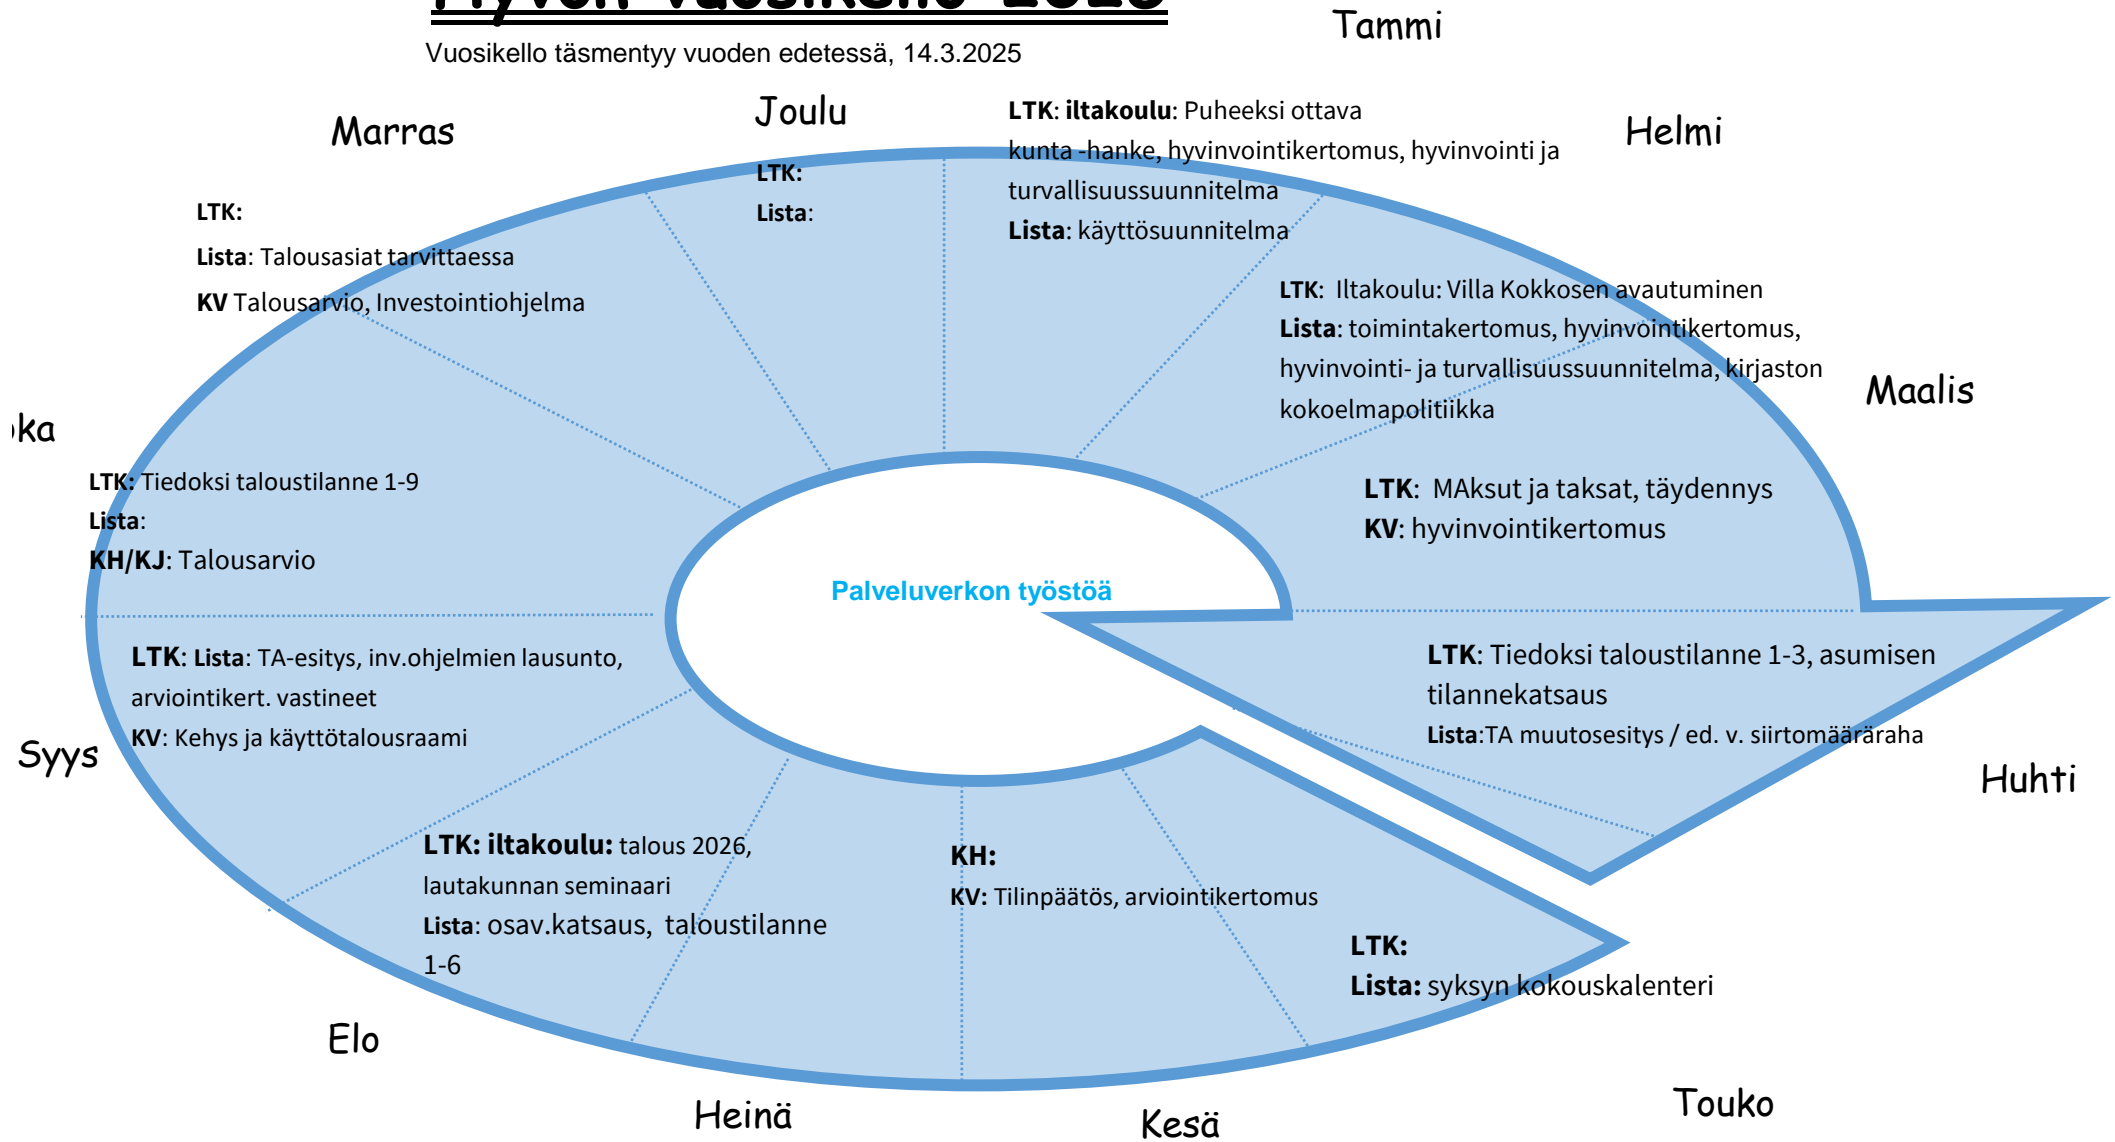 Hyvön vuosikello 2025
Vuosikello täsmentyy vuoden edetessä, 14.3.2025
Tammi
LTK: iltakoulu: Puheeksi ottava
kunta -hanke, hyvinvointikertomus, hyvinvointi ja
turvallisuussuunnitelma
Lista: käyttösuunnitelma
Helmi
LTK: Iltakoulu: Villa Kokkosen avautuminen
Lista: toimintakertomus, hyvinvointikertomus,
hyvinvointi- ja turvallisuussuunnitelma, kirjaston
kokoelmapolitiikka
Maalis
LTK: MAksut ja taksat, täydennys
KV: hyvinvointikertomus
Huhti
LTK: Tiedoksi taloustilanne 1-3, asumisen
tilannekatsaus
Lista:TA muutosesitys / ed. v. siirtomääräraha
Touko
LTK:
Lista: syksyn kokouskalenteri
Kesä
KH:
KV: Tilinpäätös, arviointikertomus
Heinä
Elo
LTK: iltakoulu: talous 2026,
lautakunnan seminaari
Lista: osav.katsaus, taloustilanne
1-6
Syys
LTK: Lista: TA-esitys, inv.ohjelmien lausunto,
arviointikert. vastineet
KV: Kehys ja käyttötalousraami
ka
LTK: Tiedoksi taloustilanne 1-9
Lista:
KH/KJ: Talousarvio
Marras
LTK:
Lista: Talousasiat tarvittaessa
KV Talousarvio, Investointiohjelma
Joulu
LTK:
Lista:
Palveluverkon työstöä